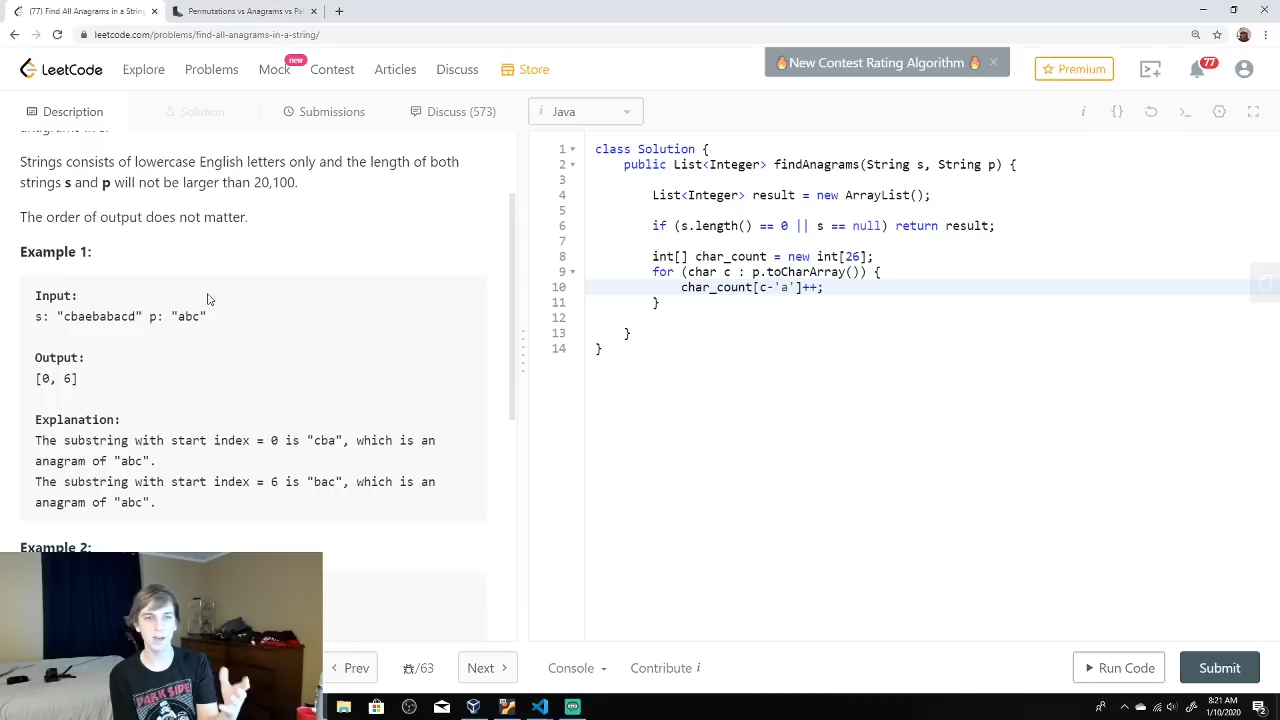 (77) Find All Anagrams in a String
Permutations vs Anagrams vs Pa
leetcode.com/problems/find-all-anagrams-in-a-string/
LeetCode
Explore
Problems
Mock
new
Contest
Articles
Discuss
Store
🔥New Contest Rating Algorithm 🔥
Premium
77
Description
Solution
Submissions
Discuss (573)
i Java
Strings consists of lowercase English letters only and the length of both
strings s and p will not be larger than 20,100.
The order of output does not matter.
Example 1:
Input:
s: "cbaebabacd" p: "abc"
Output:
[0, 6]
Explanation:
The substring with start index = 0 is "cba", which is an
anagram of "abc".
The substring with start index = 6 is "bac", which is an
anagram of "abc".
Example 2:
1 class Solution {
2 public List<Integer> findAnagrams(String s, String p) {
3
4 List<Integer> result = new ArrayList();
5
6 if (s.length() == 0 || s == null) return result;
7
8 int[] char_count = new int[26];
9 for (char c : p.toCharArray()) {
10 char_count[c-'a']++;
11 }
12
13 }
14 }
DARK SIDE
Prev
/63
Next
Console
Contribute i
Run Code
Submit
8:21 AM
1/10/2020